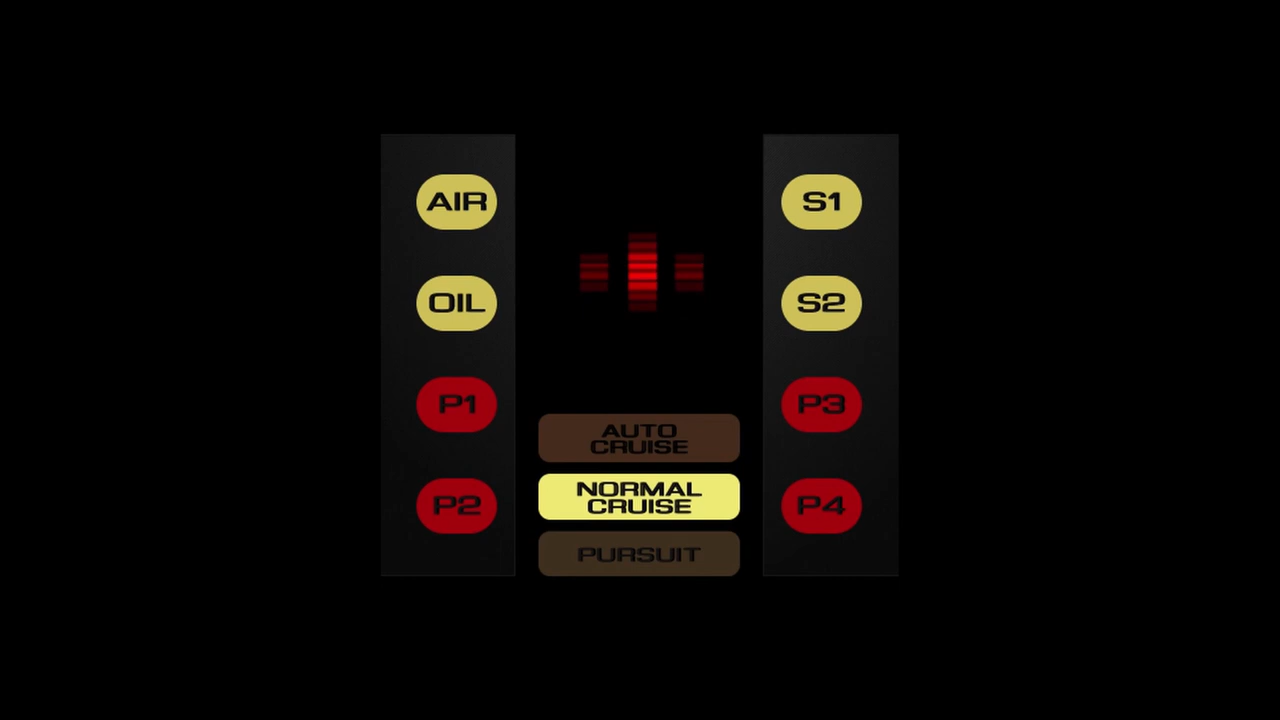 AIR
OIL
P1
P2
AUTO
CRUISE
NORMAL
CRUISE
PURSUIT
S1
S2
P3
P4